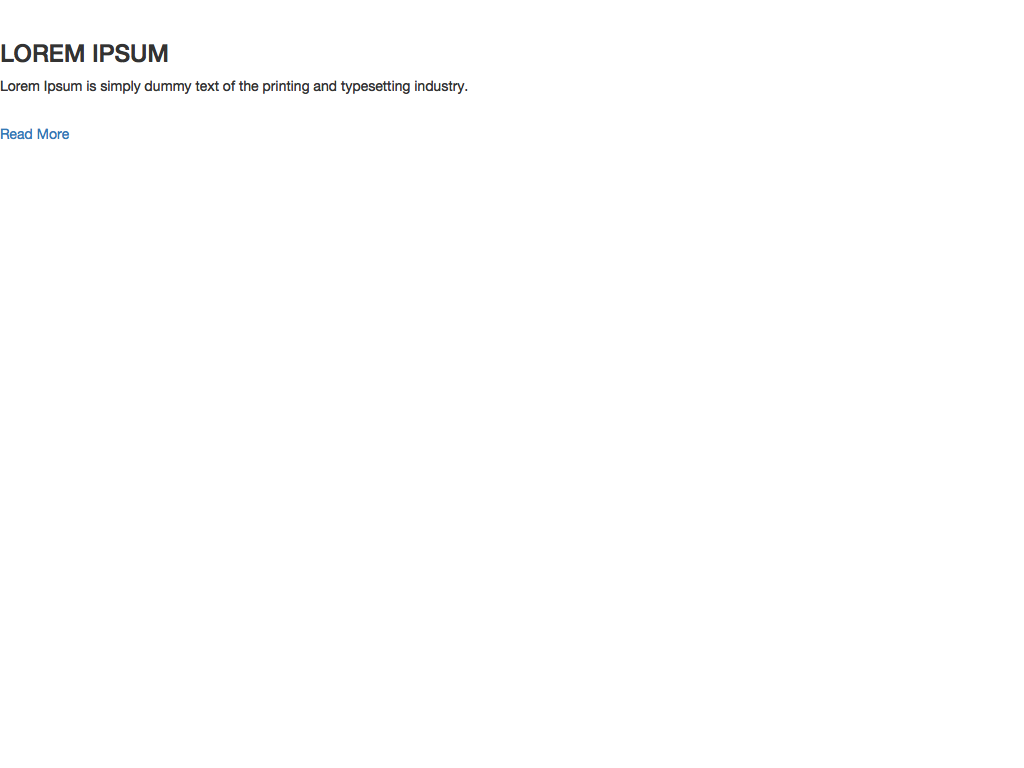 LOREM IPSUM
Lorem Ipsum is simply dummy text of the printing and typesetting industry.
Read More